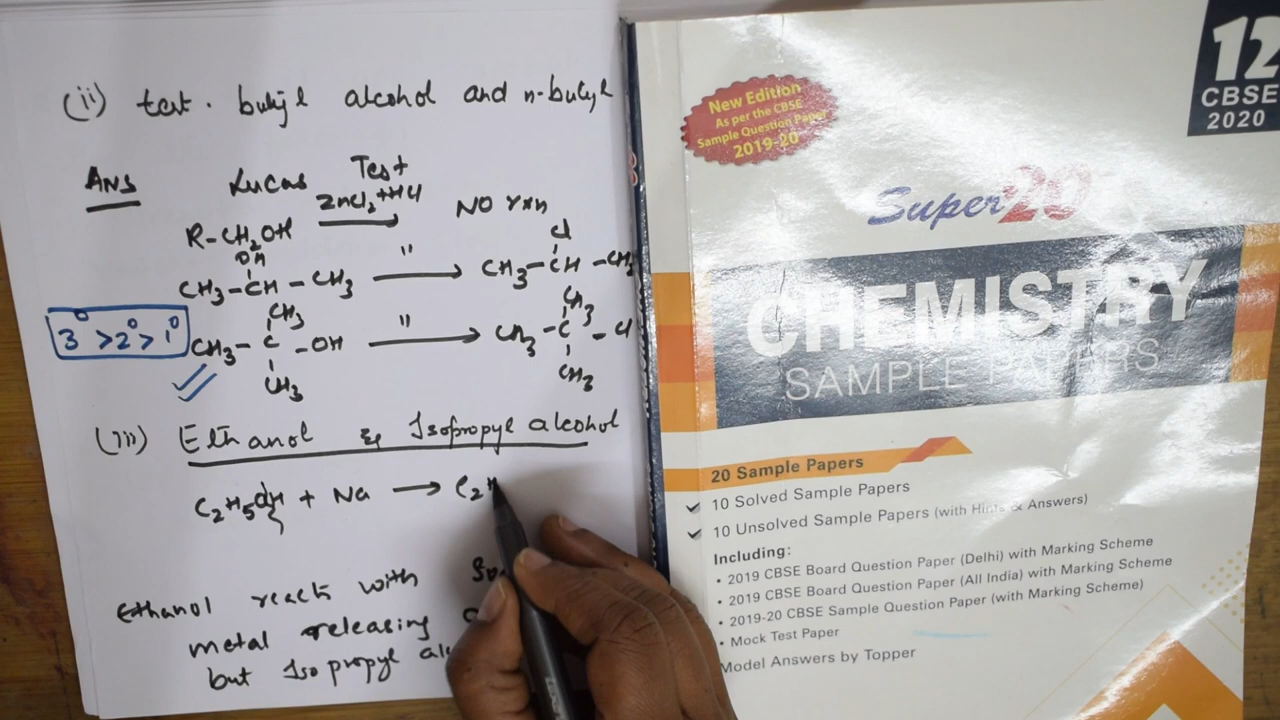 (ii) tert. butyl alcohol and n-butyl
Ans Lucas Test
ZnCl2+HCl
R-CH2OH NO rxn
OH Cl
CH3-CH-CH3 " CH3-CH-CH3
CH3 CH3
3° >2° >1° CH3-C-OH " CH3-C-Cl
CH3 CH3
(iii) Ethanol & Isopropyl alcohol
C2H5OH + Na → C2H
Ethanol reacts with
metal releasing
but Isopropyl
12
CBSE
2020
New Edition
As per the CBSE
Sample Question Paper
2019-20
Super20
CHEMISTRY
SAMPLE PAPERS
20 Sample Papers
10 Solved Sample Papers
10 Unsolved Sample Papers (with Hints & Answers)
Including:
• 2019 CBSE Board Question Paper (Delhi) with Marking Scheme
• 2019 CBSE Board Question Paper (All India) with Marking Scheme
• 2019-20 CBSE Sample Question Paper (with Marking Scheme)
• Mock Test Paper
Model Answers by Topper